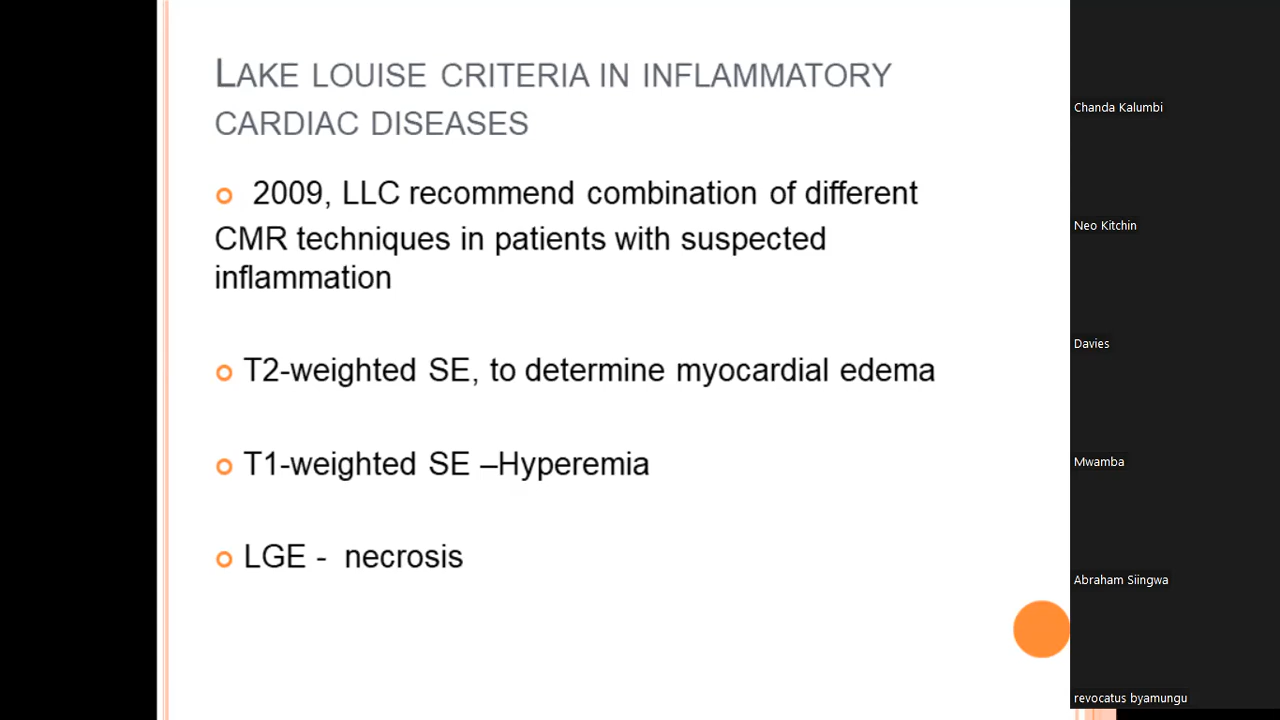 LAKE LOUISE CRITERIA IN INFLAMMATORY
CARDIAC DISEASES
2009, LLC recommend combination of different
CMR techniques in patients with suspected
inflammation
T2-weighted SE, to determine myocardial edema
T1-weighted SE –Hyperemia
LGE - necrosis
Chanda Kalumbi
Neo Kitchin
Davies
Mwamba
Abraham Siingwa
revocatus byamungu